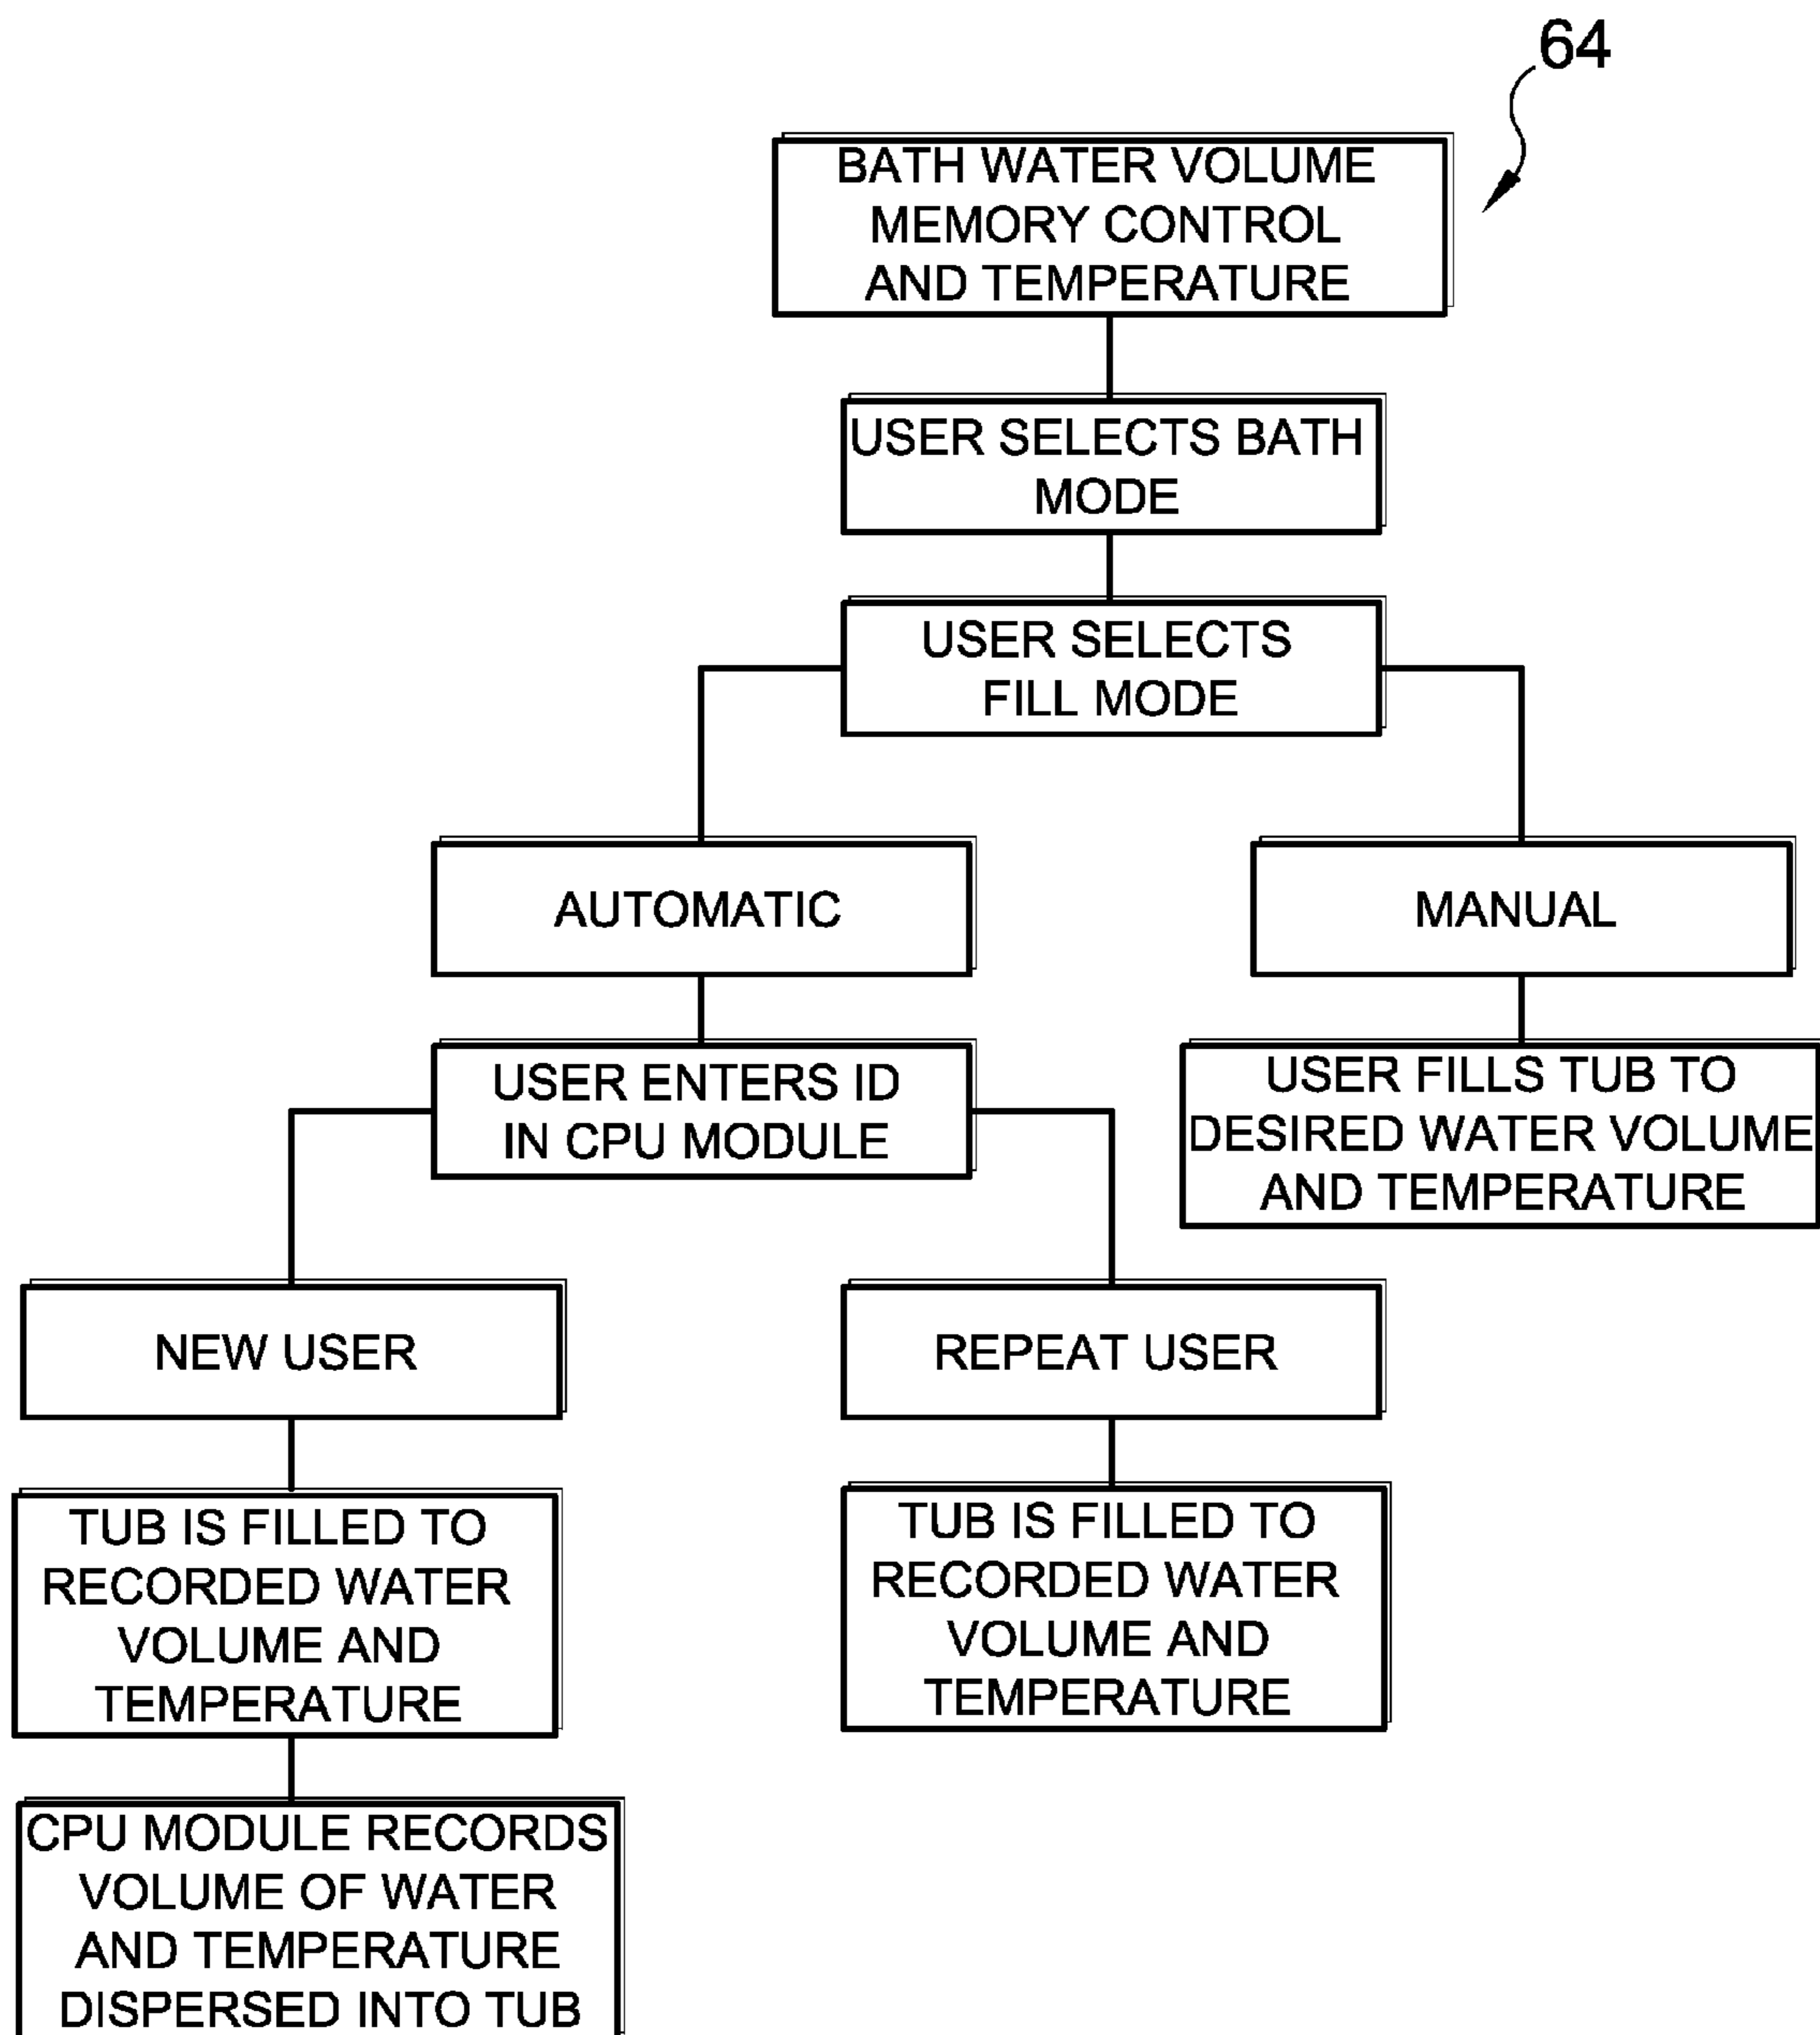 64
BATH WATER VOLUME
MEMORY CONTROL
AND TEMPERATURE
USER SELECTS BATH
MODE
USER SELECTS
FILL MODE
AUTOMATIC
MANUAL
USER ENTERS ID
IN CPU MODULE
USER FILLS TUB TO
DESIRED WATER VOLUME
AND TEMPERATURE
NEW USER
REPEAT USER
TUB IS FILLED TO
RECORDED WATER
VOLUME AND
TEMPERATURE
TUB IS FILLED TO
RECORDED WATER
VOLUME AND
TEMPERATURE
CPU MODULE RECORDS
VOLUME OF WATER
AND TEMPERATURE
DISPERSED INTO TUB